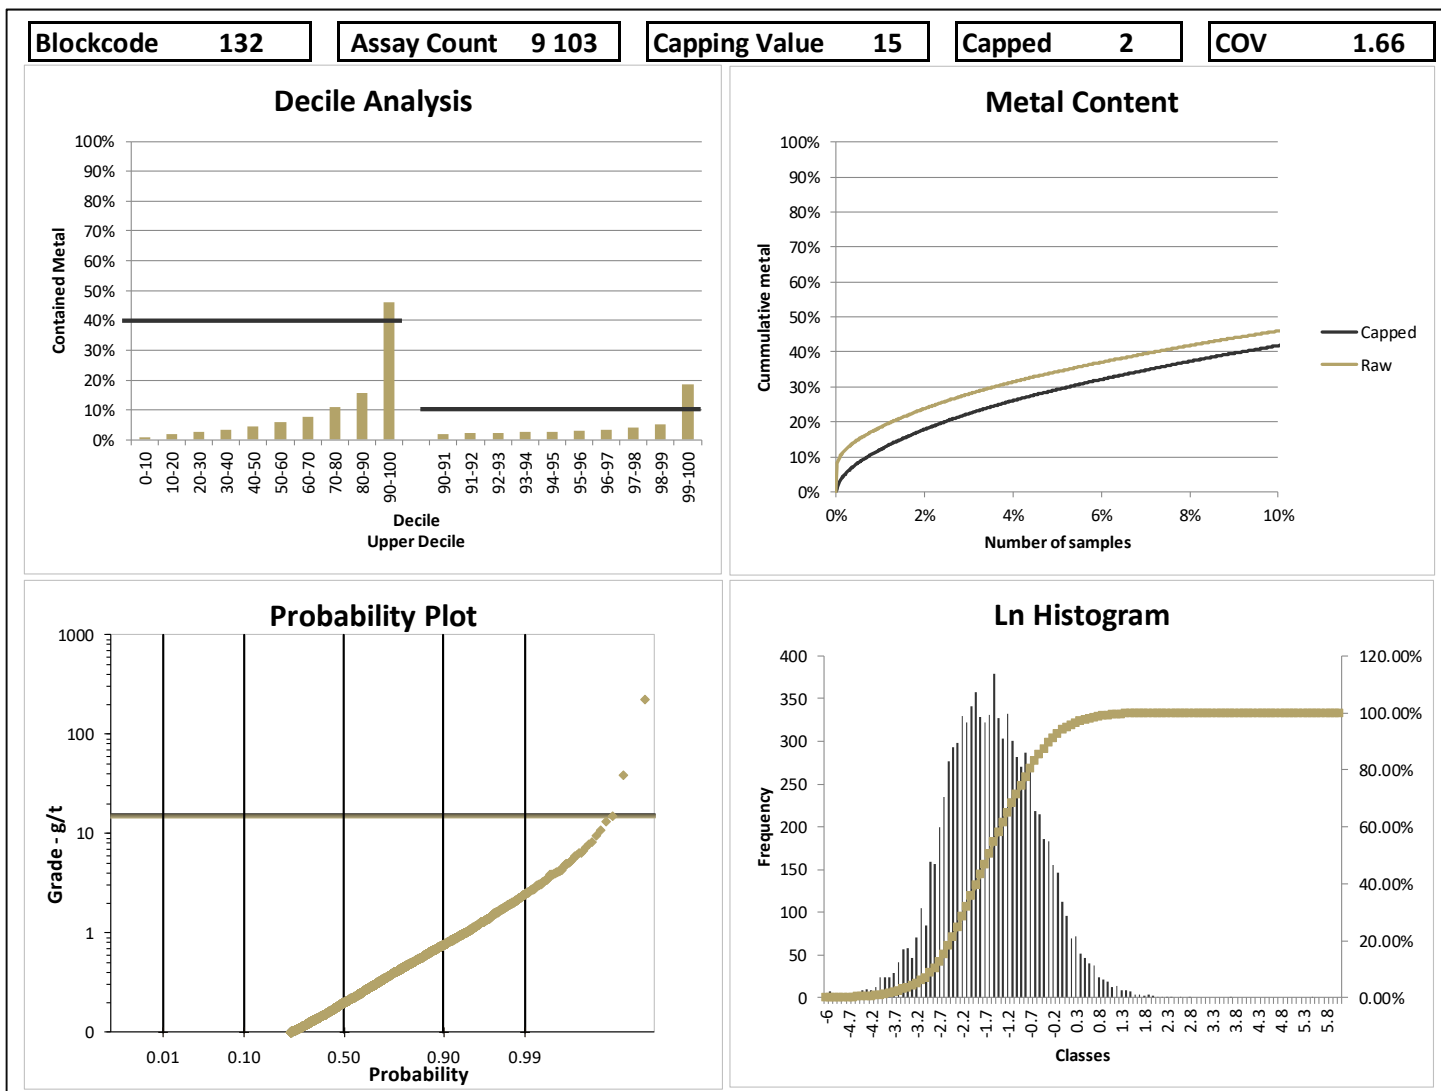 Blockcode 132
Assay Count 9 103
Capping Value 15
Capped 2
COV 1.66
Decile Analysis
100%
90%
80%
70%
60%
50%
40%
30%
20%
10%
0%
Contained Metal
0-10 10-20 20-30 30-40 40-50 50-60 60-70 70-80 80-90 90-100 90-91 91-92 92-93 93-94 94-95 95-96 96-97 97-98 98-99 99-100
Decile
Upper Decile
Metal Content
100%
90%
80%
70%
60%
50%
40%
30%
20%
10%
0%
Cummulative metal
0% 2% 4% 6% 8% 10%
Number of samples
Capped
Raw
Probability Plot
1000
100
10
1
0
Grade - g/t
0.01 0.10 0.50 0.90 0.99
Probability
Ln Histogram
400
350
300
250
200
150
100
50
0
Frequency
120.00%
100.00%
80.00%
60.00%
40.00%
20.00%
0.00%
-6 -4.7 -4.2 -3.7 -3.2 -2.7 -2.2 -1.7 -1.2 -0.7 -0.2 0.3 0.8 1.3 1.8 2.3 2.8 3.3 3.8 4.3 4.8 5.3 5.8
Classes